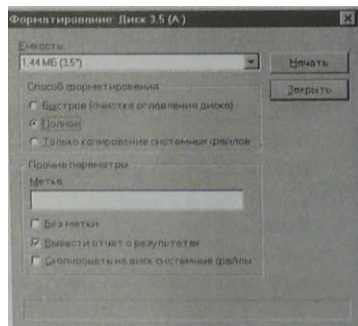 Форматирование: Диск 3,5 (A:)
Емкость:
1.44 МБ (3,5")
Начать
Закрыть
Способ форматирования
Быстрое (очистка оглавления диска)
Полное
Только копирование системных файлов
Прочие параметры
Метка:
Без метки
Вывести отчет о результатах
Скопировать на диск системные файлы